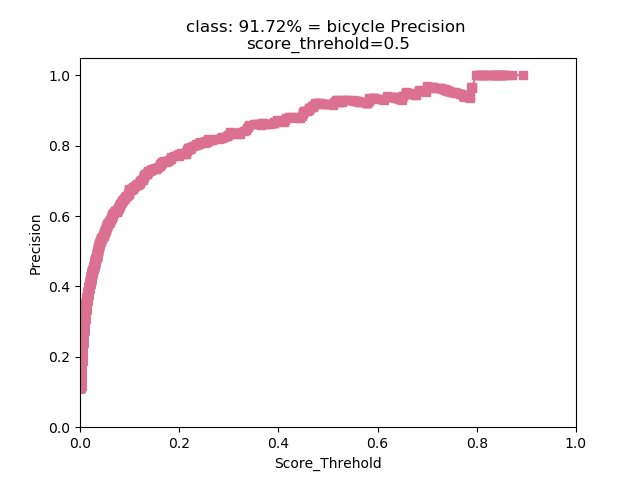 class: 91.72% = bicycle Precision
score_threhold=0.5
Precision
1.0
0.8
0.6
0.4
0.2
0.0
0.0 0.2 0.4 0.6 0.8 1.0
Score_Threhold